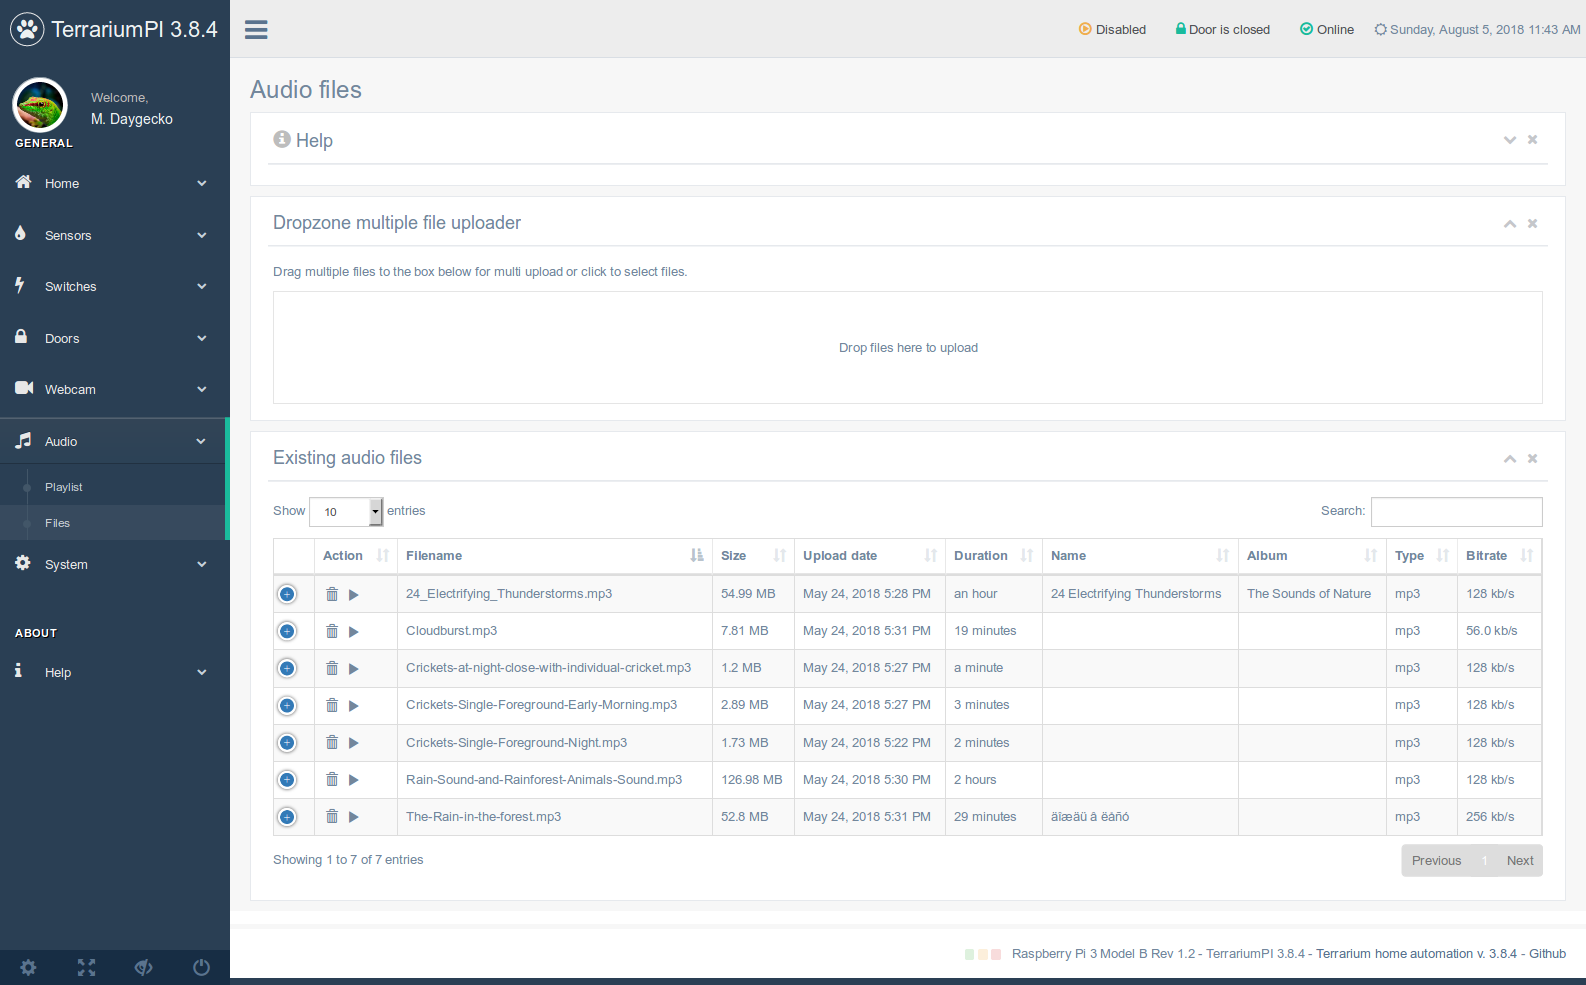 TerrariumPI 3.8.4
Disabled Door is closed Online Sunday, August 5, 2018 11:43 AM
Welcome,
M. Daygecko
GENERAL
Home
Sensors
Switches
Doors
Webcam
Audio
Playlist
Files
System
ABOUT
Help
Audio files
Help
Dropzone multiple file uploader
Drag multiple files to the box below for multi upload or click to select files.
Drop files here to upload
Existing audio files
Show 10 entries Search:
Action Filename Size Upload date Duration Name Album Type Bitrate
24_Electrifying_Thunderstorms.mp3 54.99 MB May 24, 2018 5:28 PM an hour 24 Electrifying Thunderstorms The Sounds of Nature mp3 128 kb/s
Cloudburst.mp3 7.81 MB May 24, 2018 5:31 PM 19 minutes mp3 56.0 kb/s
Crickets-at-night-close-with-individual-cricket.mp3 1.2 MB May 24, 2018 5:27 PM a minute mp3 128 kb/s
Crickets-Single-Foreground-Early-Morning.mp3 2.89 MB May 24, 2018 5:27 PM 3 minutes mp3 128 kb/s
Crickets-Single-Foreground-Night.mp3 1.73 MB May 24, 2018 5:22 PM 2 minutes mp3 128 kb/s
Rain-Sound-and-Rainforest-Animals-Sound.mp3 126.98 MB May 24, 2018 5:30 PM 2 hours mp3 128 kb/s
The-Rain-in-the-forest.mp3 52.8 MB May 24, 2018 5:31 PM 29 minutes äîæäü â ëåñó mp3 256 kb/s
Showing 1 to 7 of 7 entries
Previous 1 Next
Raspberry Pi 3 Model B Rev 1.2 - TerrariumPI 3.8.4 - Terrarium home automation v. 3.8.4 - Github